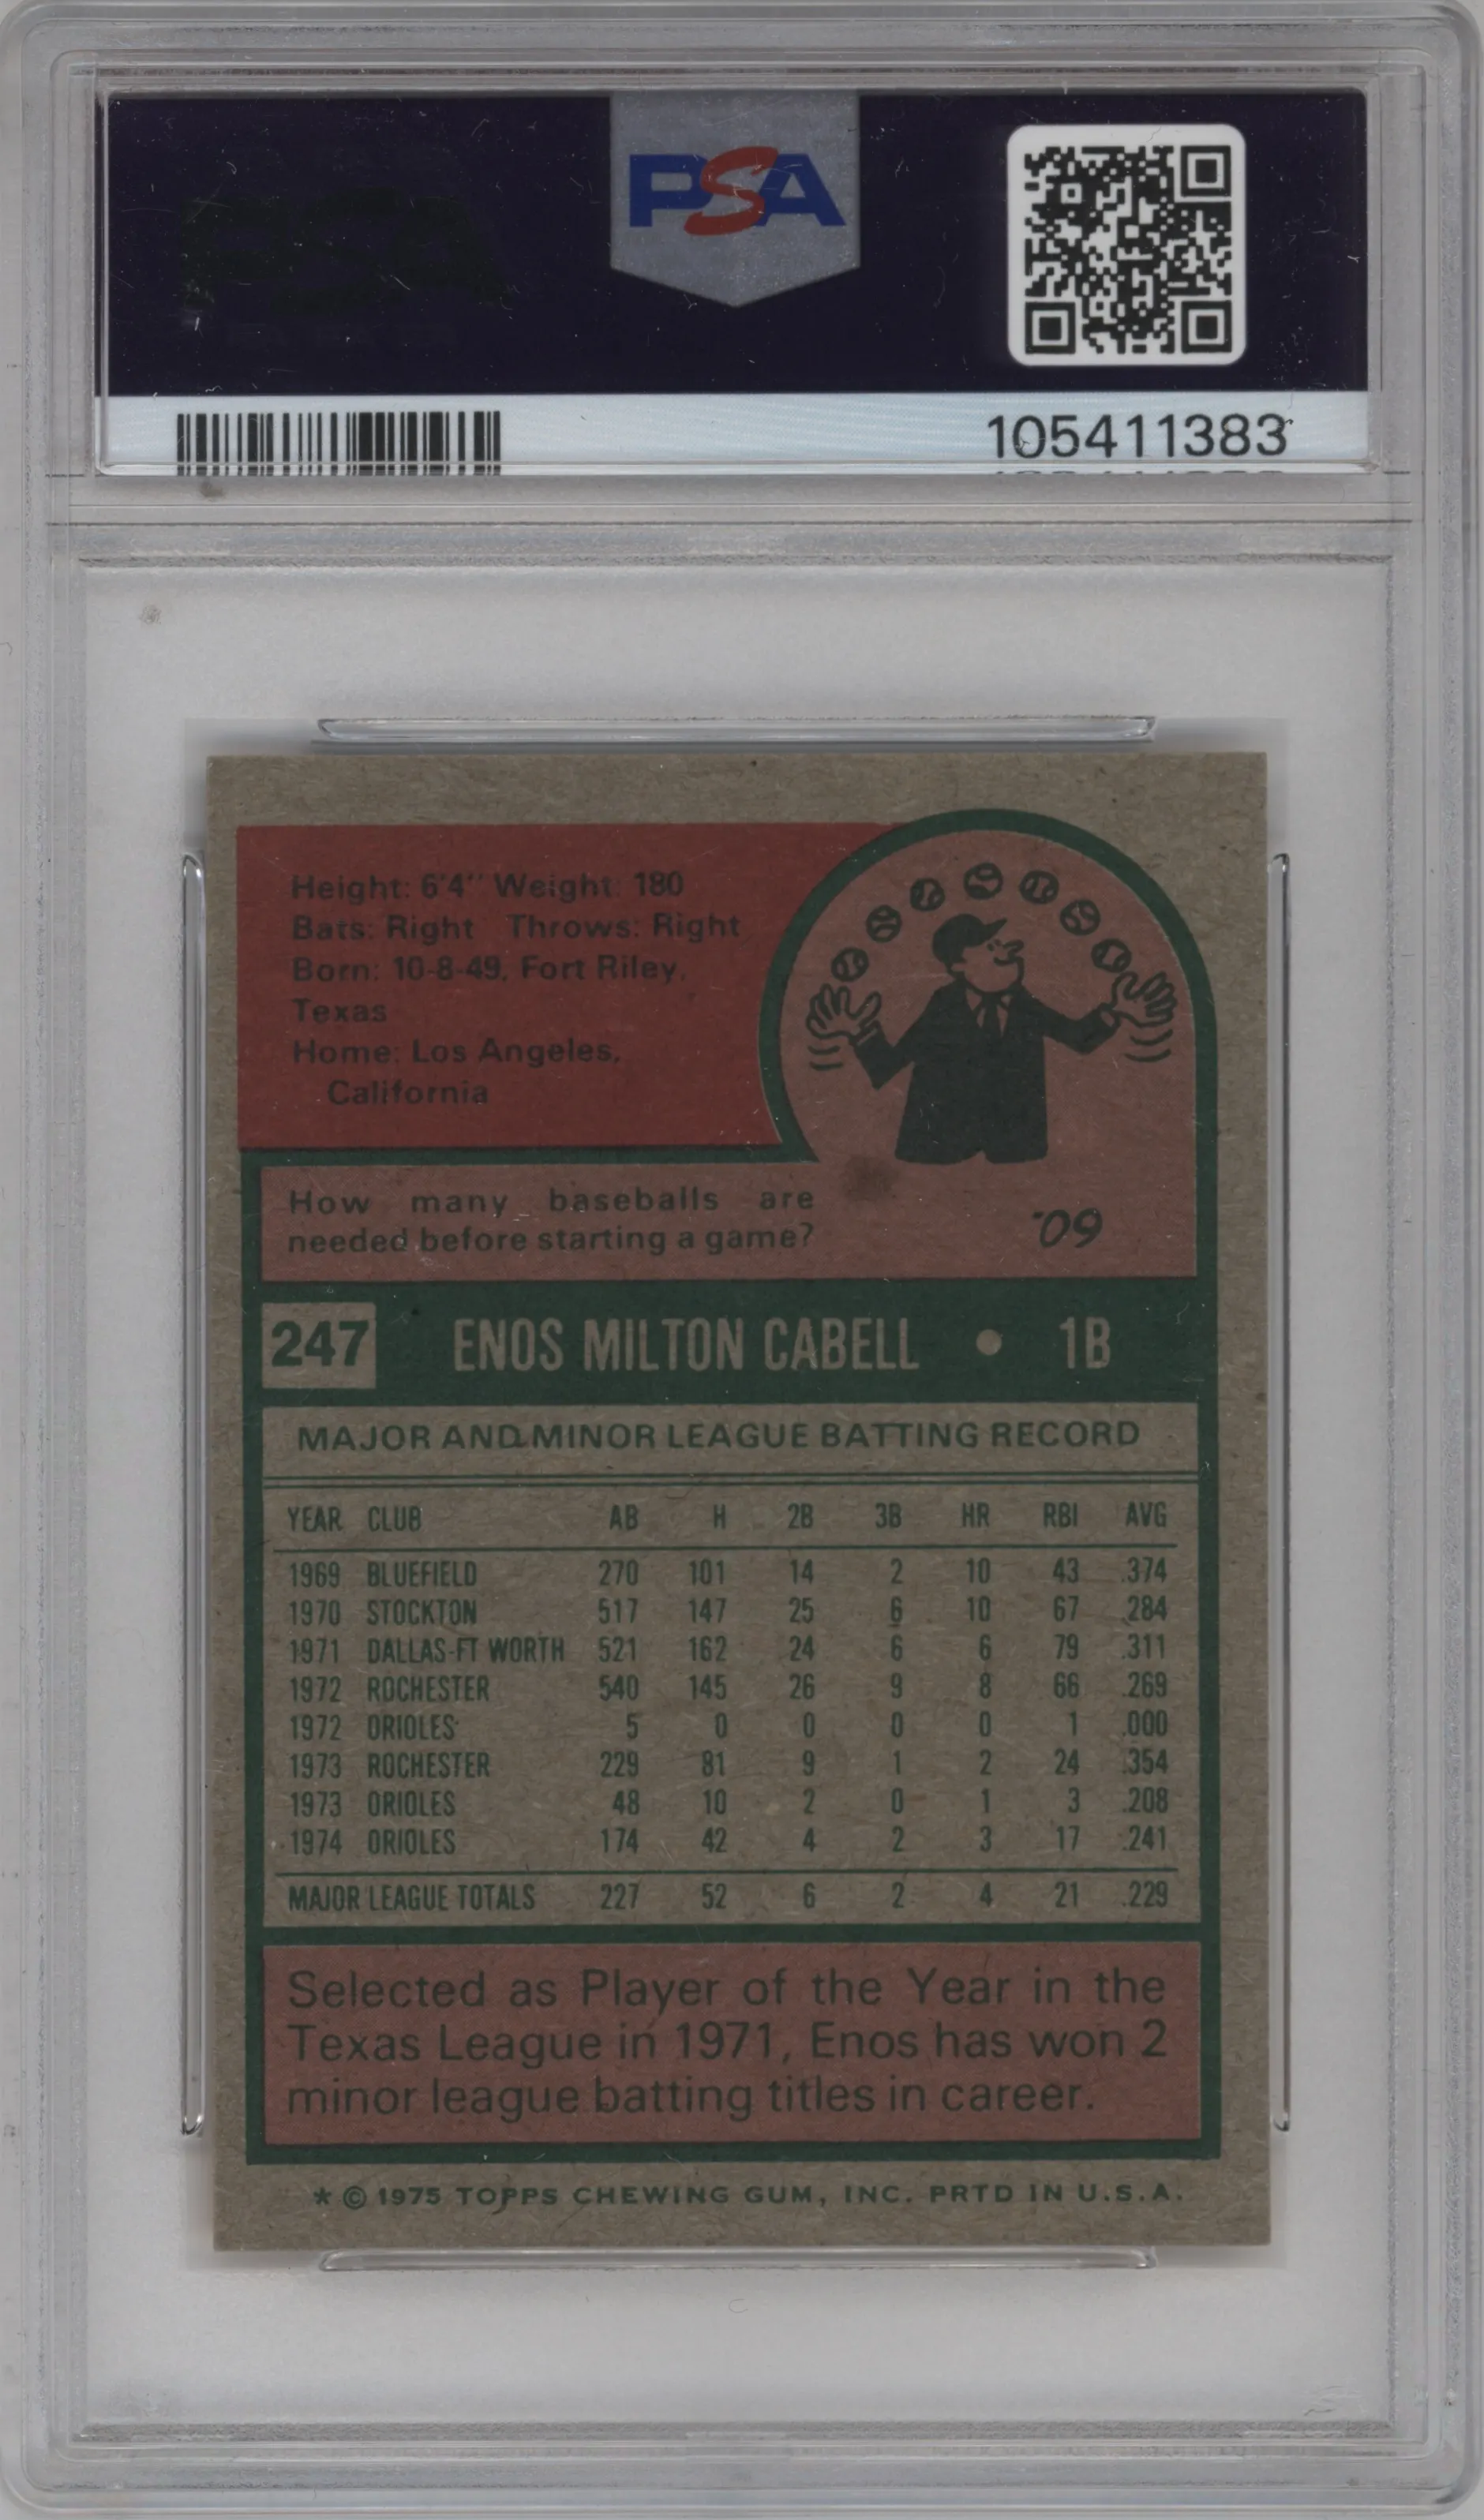 PSA
105411383
Height: 6'4" Weight: 180
Bats: Right Throws: Right
Born: 10-8-49, Fort Riley,
Texas
Home: Los Angeles,
California
How many baseballs are
needed before starting a game?
60.
247 ENOS MILTON CABELL • 1B
MAJOR AND MINOR LEAGUE BATTING RECORD
YEAR CLUB AB H 2B 3B HR RBI AVG
1969 BLUEFIELD 270 101 14 2 10 43 .374
1970 STOCKTON 517 147 25 6 10 67 .284
1971 DALLAS-FT WORTH 521 162 24 6 6 79 .311
1972 ROCHESTER 540 145 26 9 8 66 .269
1972 ORIOLES 5 0 0 0 0 1 .000
1973 ROCHESTER 229 81 9 1 2 24 .354
1973 ORIOLES 48 10 2 0 1 3 .208
1974 ORIOLES 174 42 4 2 3 17 .241
MAJOR LEAGUE TOTALS 227 52 6 2 4 21 .229
Selected as Player of the Year in the
Texas League in 1971, Enos has won 2
minor league batting titles in career.
* © 1975 TOPPS CHEWING GUM, INC. PRTD IN U.S.A.